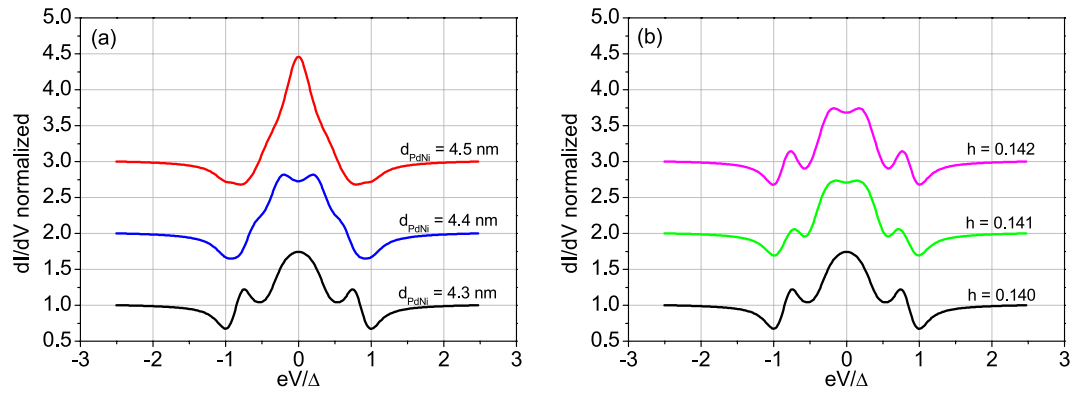 (a)
dI/dV normalized
5.0
4.5
4.0
3.5
3.0
2.5
2.0
1.5
1.0
0.5
d_PdNi = 4.5 nm
d_PdNi = 4.4 nm
d_PdNi = 4.3 nm
-3 -2 -1 0 1 2 3
eV/Δ
(b)
dI/dV normalized
5.0
4.5
4.0
3.5
3.0
2.5
2.0
1.5
1.0
0.5
h = 0.142
h = 0.141
h = 0.140
-3 -2 -1 0 1 2 3
eV/Δ